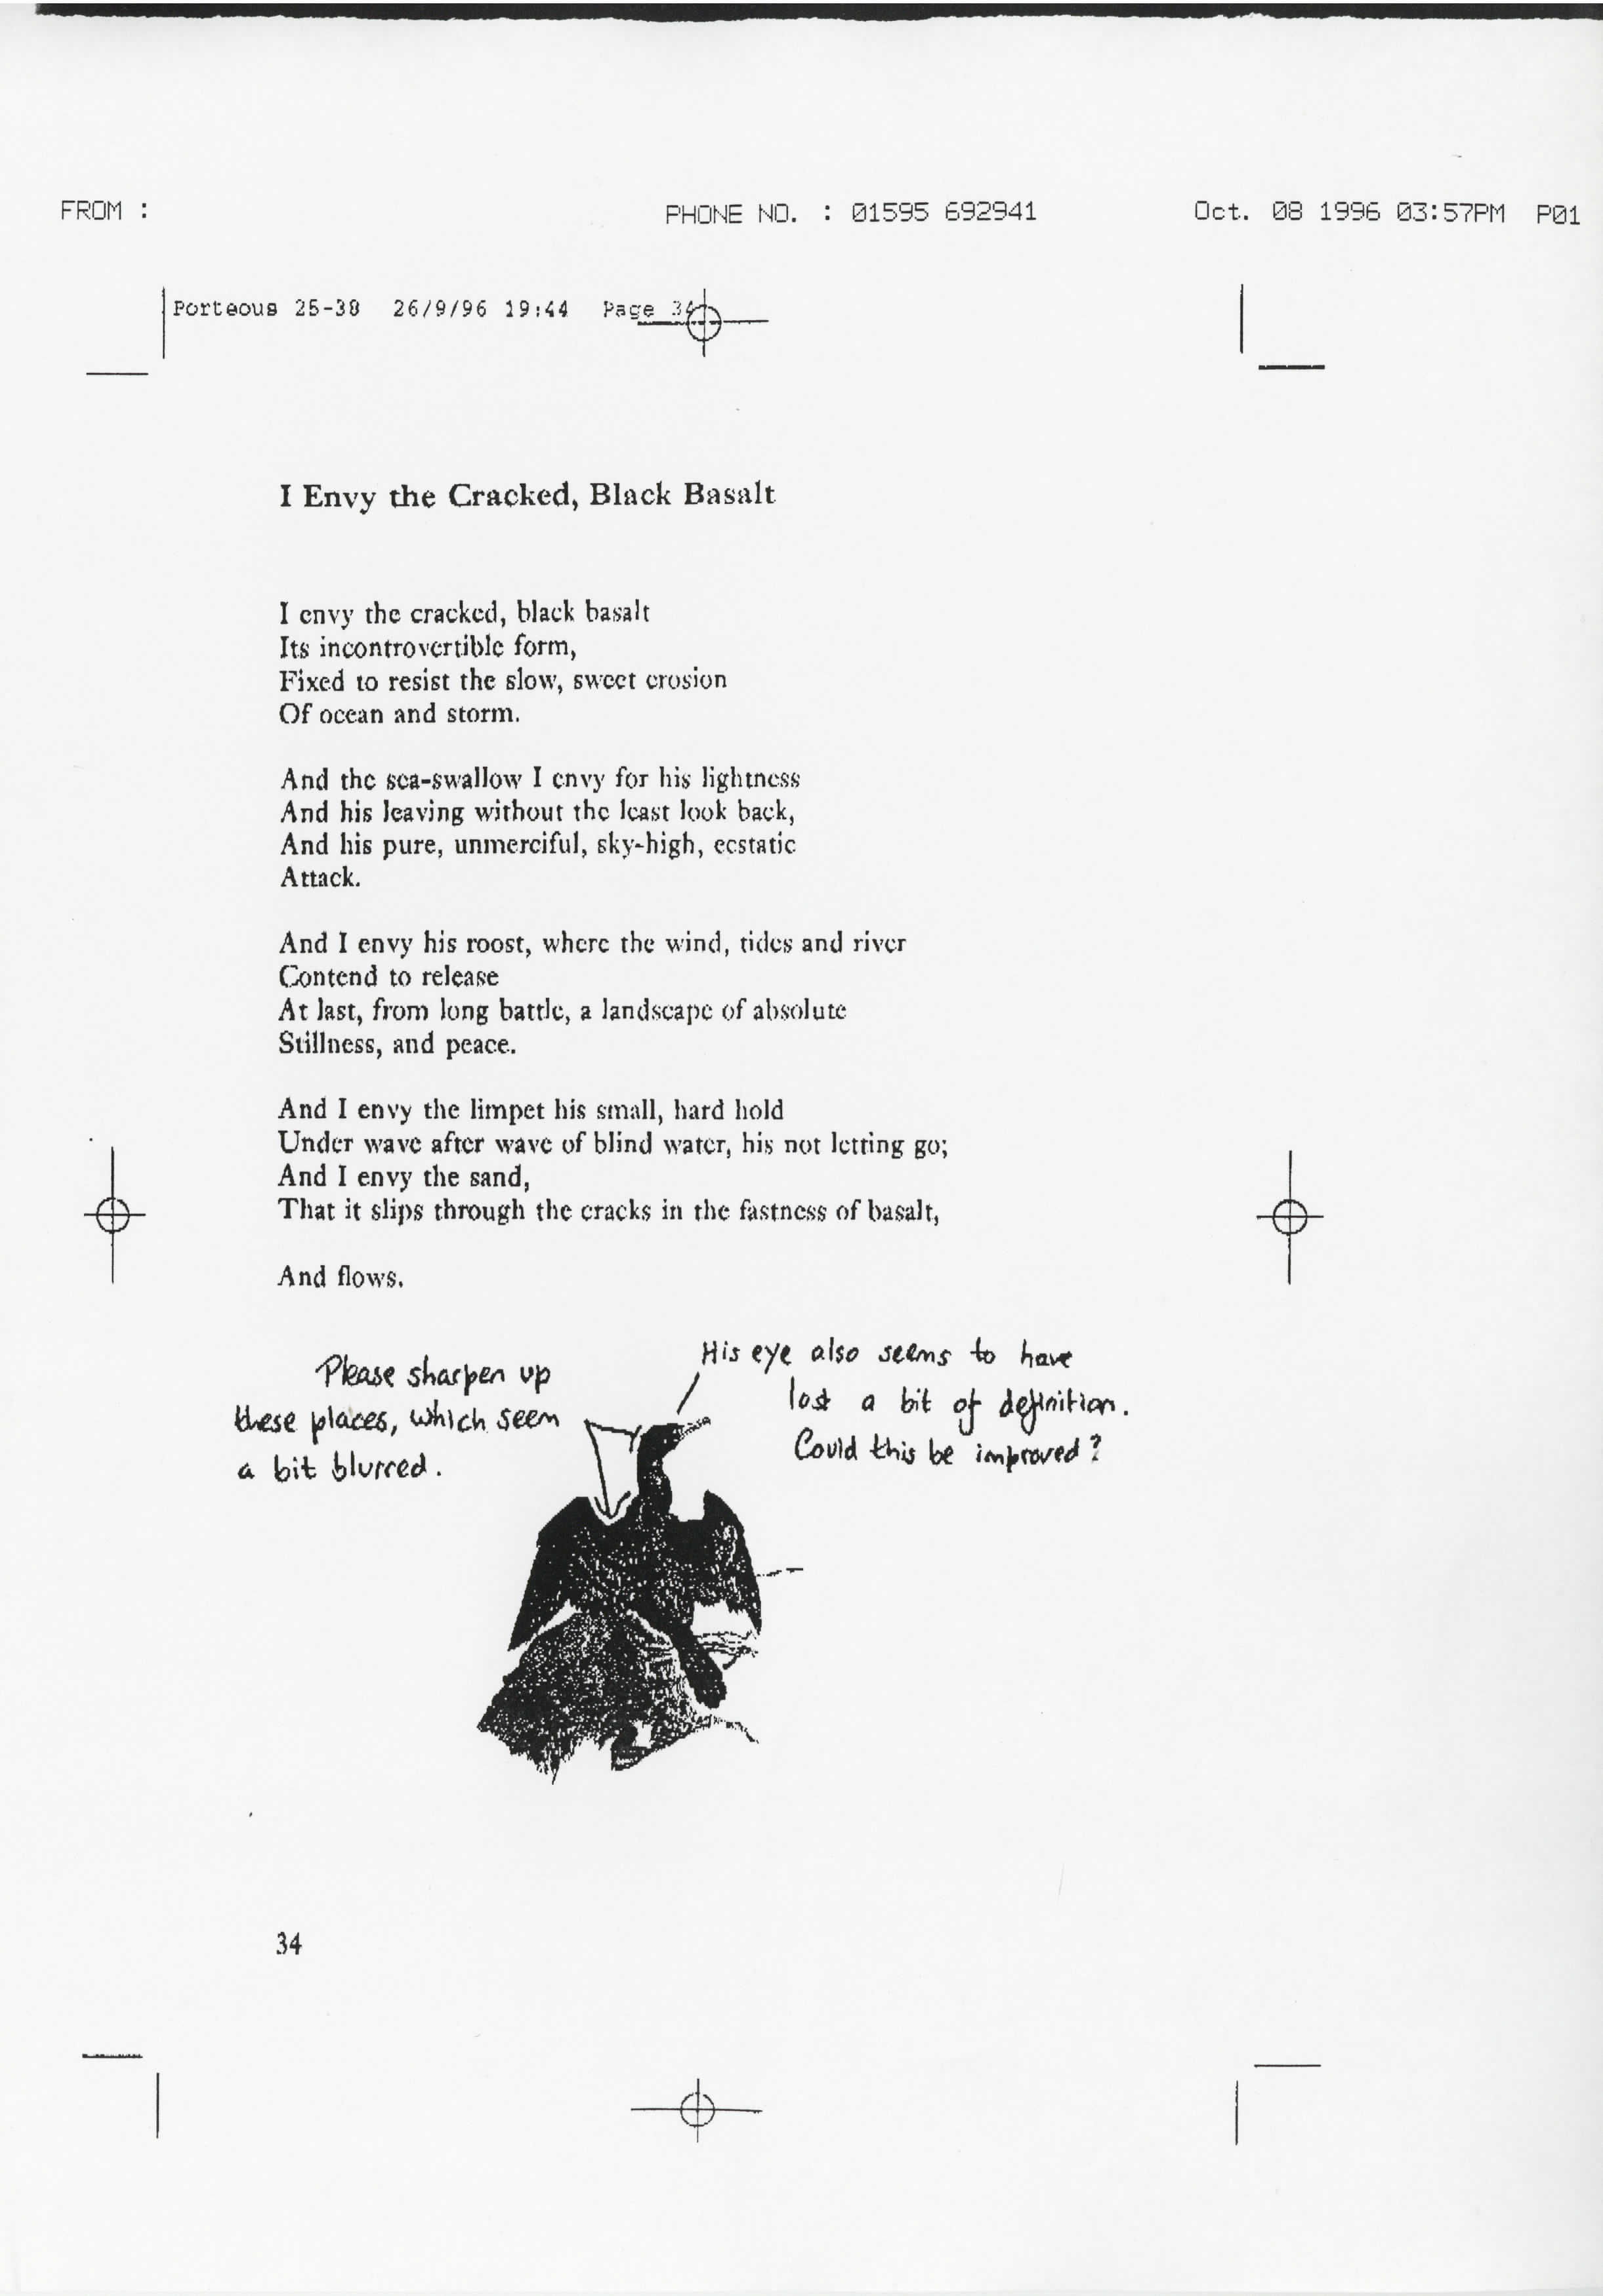 FROM :    PHONE NO. : 01595 692941    Oct. 08 1996 03:57PM  P01
Porteous 25-38  26/9/96 19:44  Page 34
I Envy the Cracked, Black Basalt
I envy the cracked, black basalt
Its incontrovertible form,
Fixed to resist the slow, sweet erosion
Of ocean and storm.
And the sea-swallow I envy for his lightness
And his leaving without the least look back,
And his pure, unmerciful, sky-high, ecstatic
Attack.
And I envy his roost, where the wind, tides and river
Contend to release
At last, from long battle, a landscape of absolute
Stillness, and peace.
And I envy the limpet his small, hard hold
Under wave after wave of blind water, his not letting go;
And I envy the sand,
That it slips through the cracks in the fastness of basalt,
And flows.
Please sharpen up
these places, which seem
a bit blurred.
His eye also seems to have
lost a bit of definition.
Could this be improved?
34